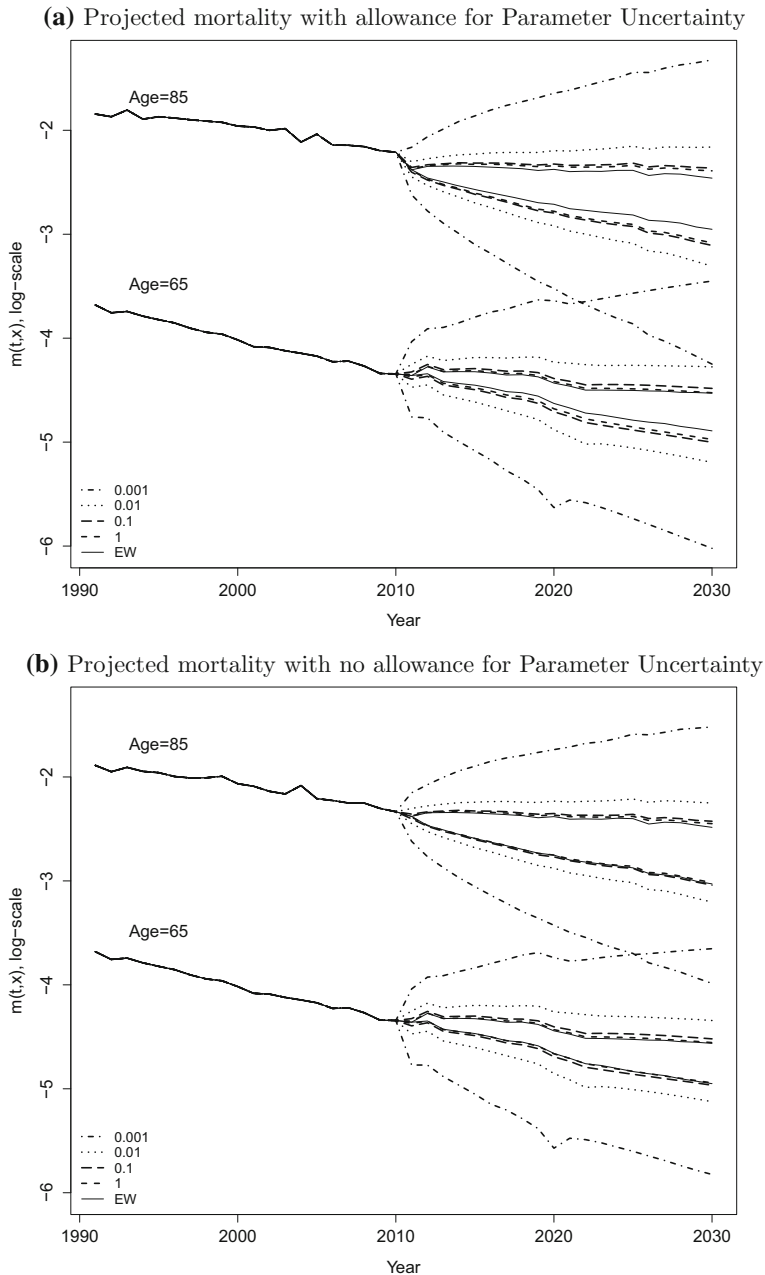 (a) Projected mortality with allowance for Parameter Uncertainty
Age=85
Age=65
m(t,x), log−scale
−2
−3
−4
−5
−6
0.001
0.01
0.1
1
EW
1990 2000 2010 2020 2030
Year
(b) Projected mortality with no allowance for Parameter Uncertainty
Age=85
Age=65
m(t,x), log−scale
−2
−3
−4
−5
−6
0.001
0.01
0.1
1
EW
1990 2000 2010 2020 2030
Year